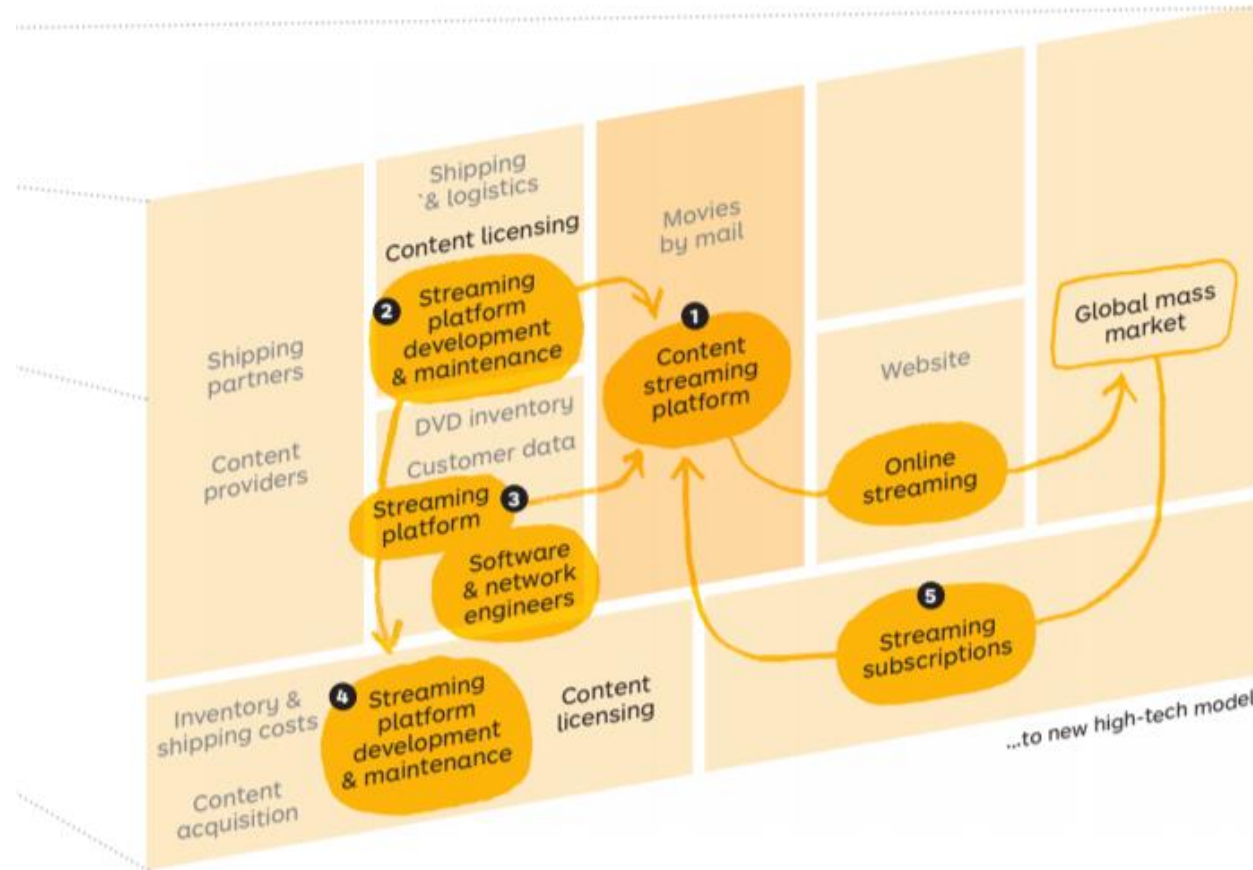 Shipping
partners
Content
providers
Shipping
`& logistics
Content licensing
2
Streaming
platform
development
& maintenance
DVD inventory
Customer data
Streaming
platform
3
Software
& network
engineers
Movies
by mail
1
Content
streaming
platform
Website
Online
streaming
Global mass
market
Inventory &
shipping costs
Content
acquisition
4
Streaming
platform
development
& maintenance
Content
licensing
5
Streaming
subscriptions
...to new high-tech model